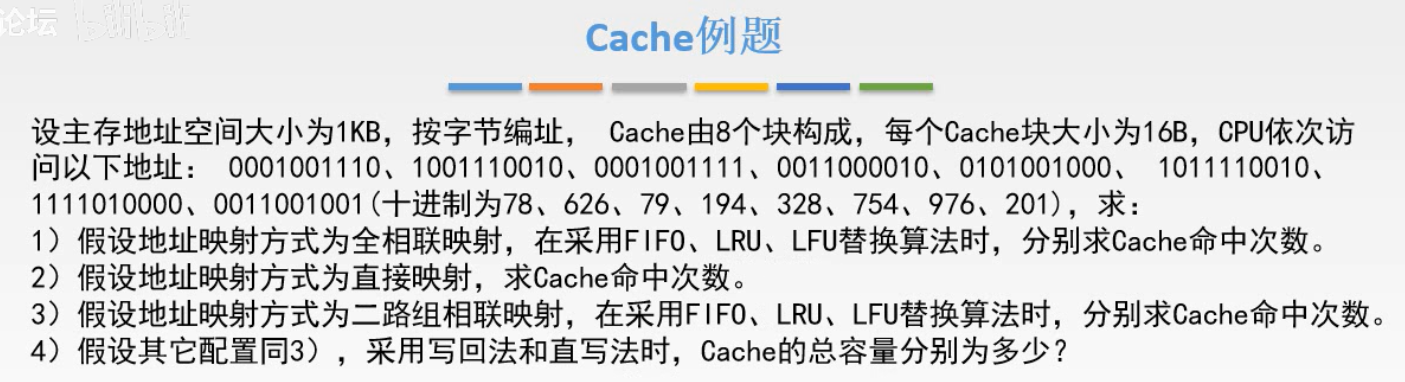 论坛 bilibili
Cache例题
设主存地址空间大小为1KB，按字节编址， Cache由8个块构成，每个Cache块大小为16B，CPU依次访
问以下地址： 0001001110、1001110010、0001001111、0011000010、0101001000、 1011110010、
1111010000、0011001001(十进制为78、626、79、194、328、754、976、201)，求：
1）假设地址映射方式为全相联映射，在采用FIFO、LRU、LFU替换算法时，分别求Cache命中次数。
2）假设地址映射方式为直接映射，求Cache命中次数。
3）假设地址映射方式为二路组相联映射，在采用FIFO、LRU、LFU替换算法时，分别求Cache命中次数。
4）假设其它配置同3），采用写回法和直写法时，Cache的总容量分别为多少？